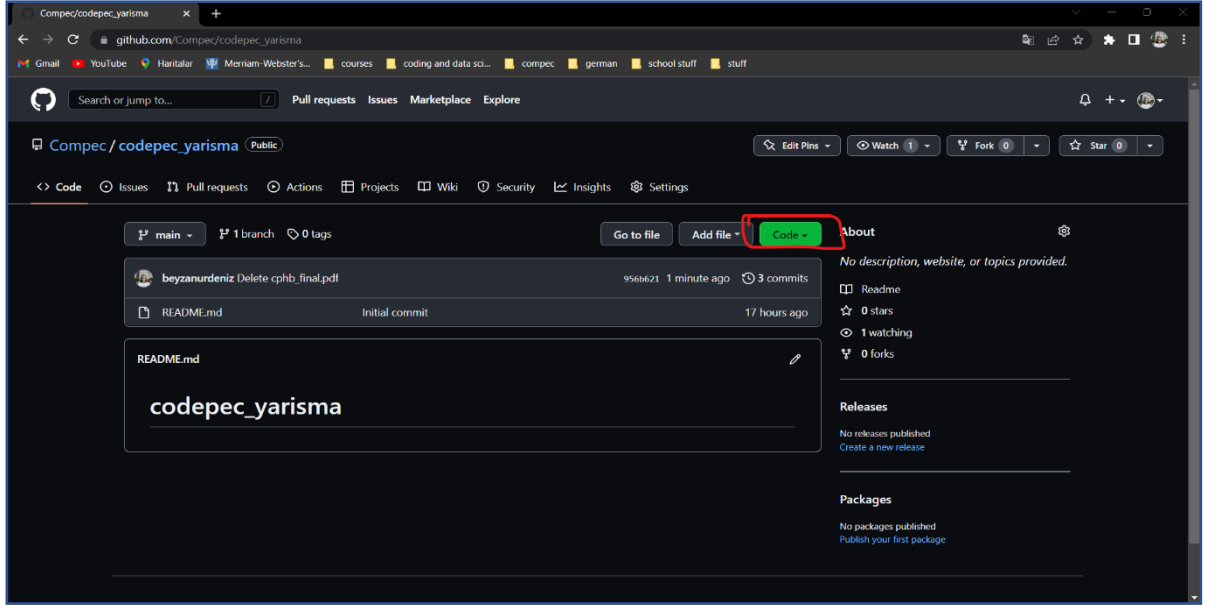 Compec/codepec_yarisma
github.com/Compec/codepec_yarisma
Gmail YouTube Haritalar Merriam-Webster's... courses coding and data sci... compec german school stuff stuff
Search or jump to... / Pull requests Issues Marketplace Explore
Compec / codepec_yarisma Public Edit Pins Watch 1 Fork 0 Star 0
<> Code Issues Pull requests Actions Projects Wiki Security Insights Settings
main 1 branch 0 tags Go to file Add file Code About
No description, website, or topics provided.
beyzanurdeniz Delete cphb_final.pdf 956b621 1 minute ago 3 commits
Readme
README.md Initial commit 17 hours ago
0 stars
1 watching
0 forks
README.md
codepec_yarisma
Releases
No releases published
Create a new release
Packages
No packages published
Publish your first package